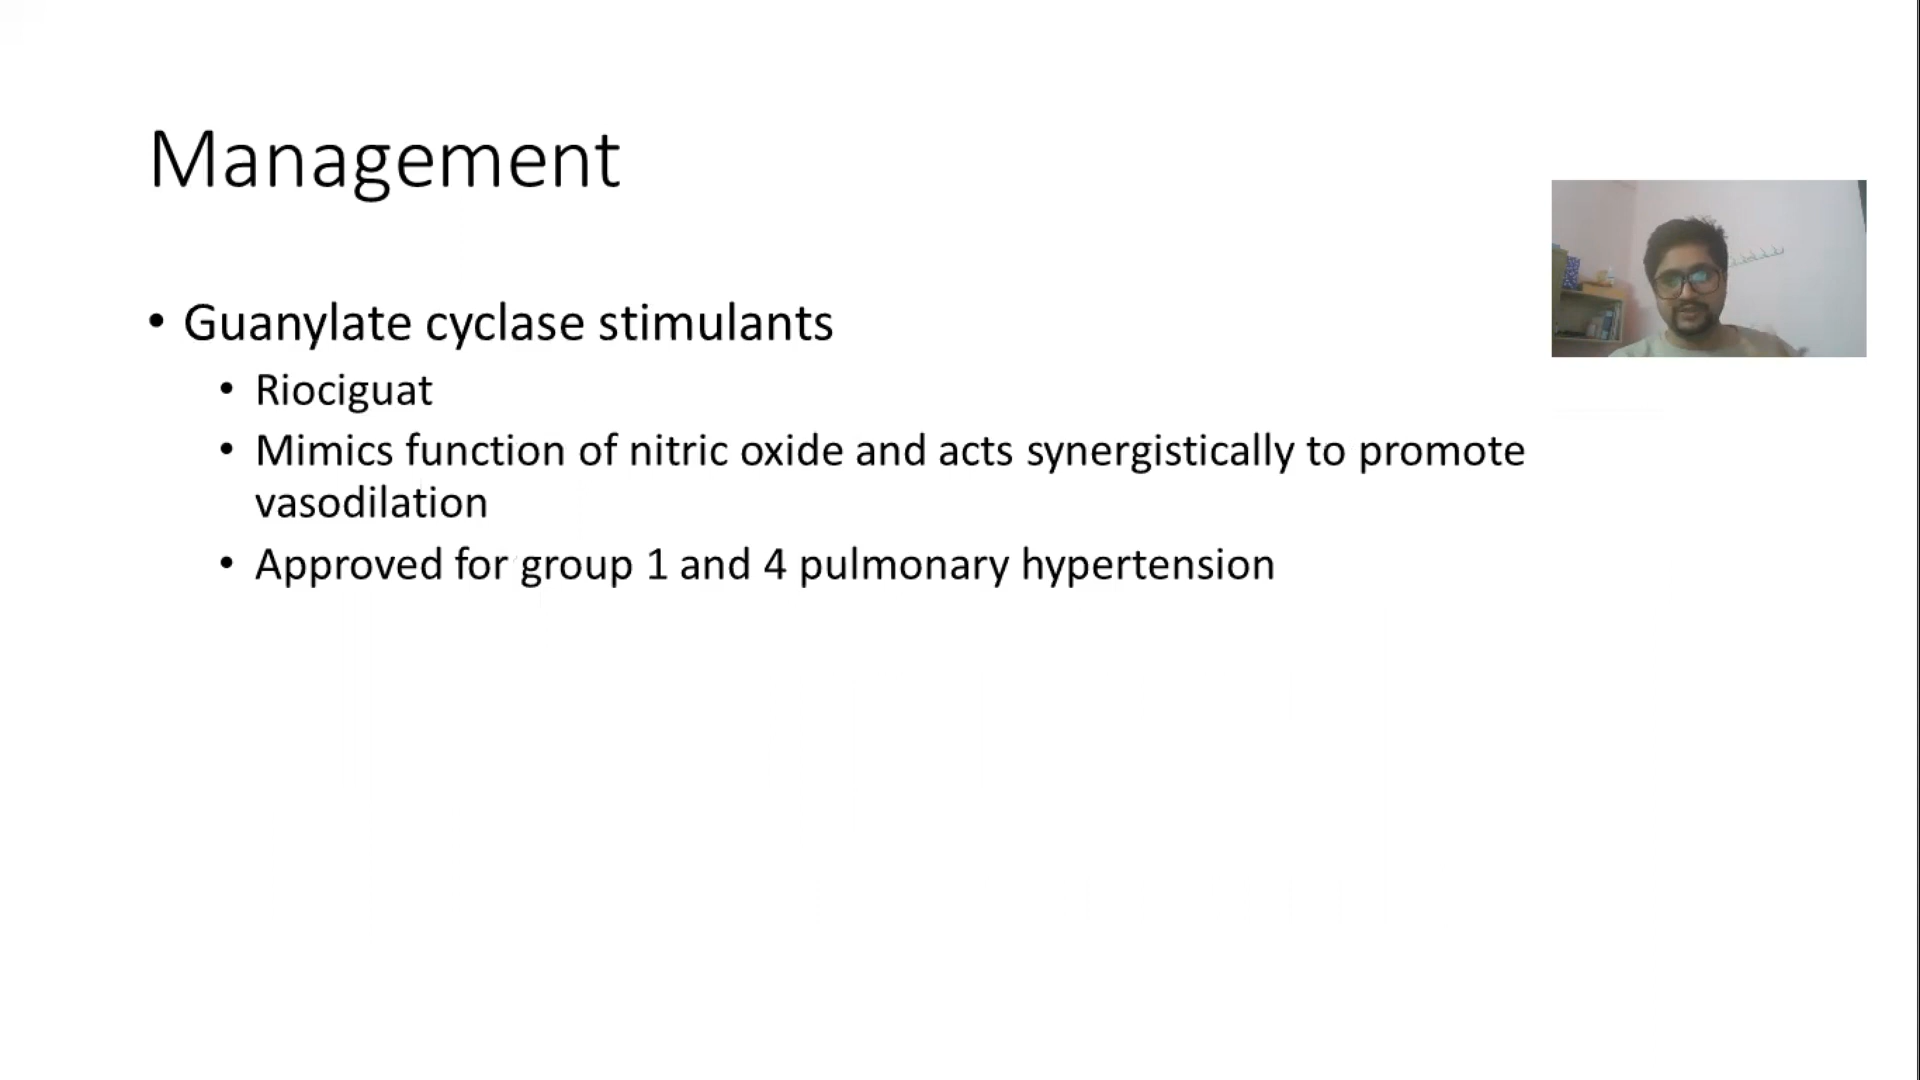 Management
• Guanylate cyclase stimulants
• Riociguat
• Mimics function of nitric oxide and acts synergistically to promote
vasodilation
• Approved for group 1 and 4 pulmonary hypertension